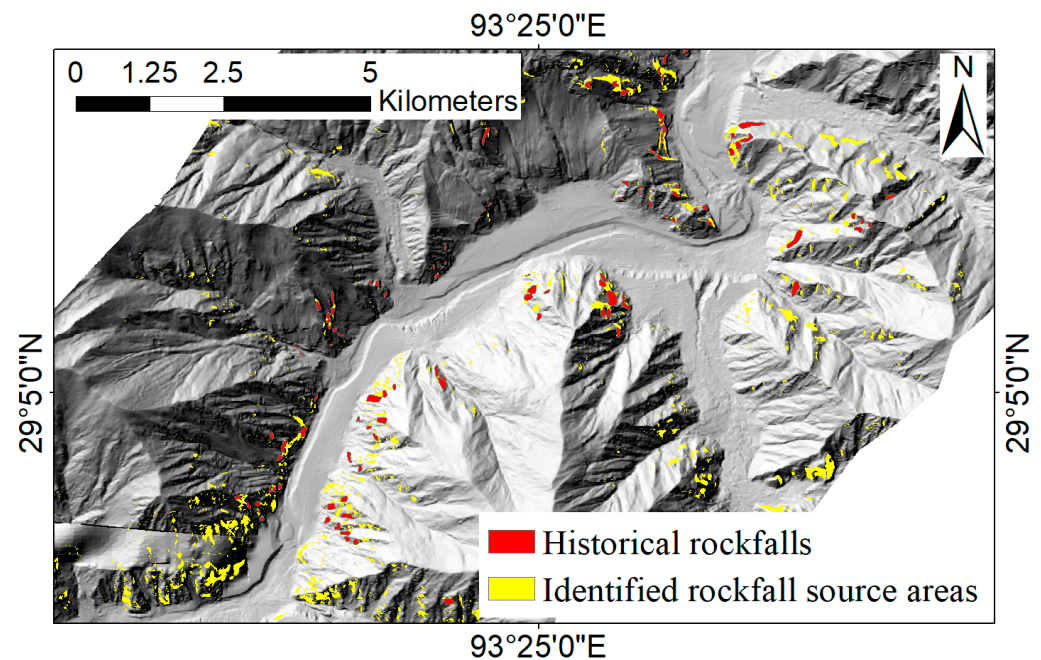 93°25'0"E
0 1.25 2.5 5
Kilometers
N
29°5'0"N
29°5'0"N
Historical rockfalls
Identified rockfall source areas
93°25'0"E